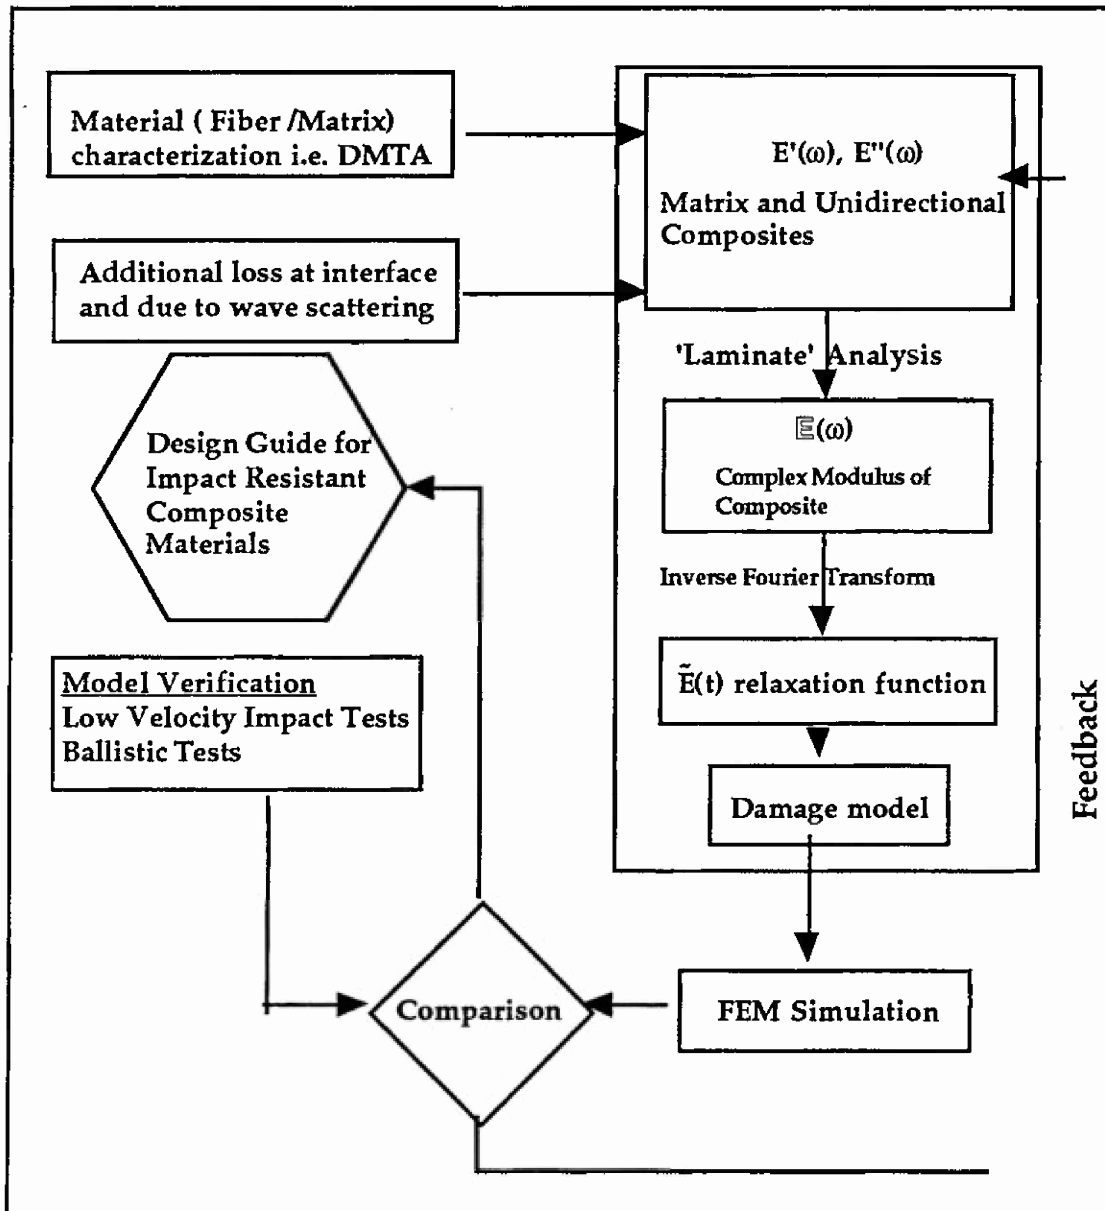 Material ( Fiber /Matrix)
characterization i.e. DMTA
E'(ω), E"(ω)
Matrix and Unidirectional
Composites
Additional loss at interface
and due to wave scattering
'Laminate' Analysis
𝔼(ω)
Complex Modulus of
Composite
Design Guide for
Impact Resistant
Composite
Materials
Inverse Fourier Transform
Ẽ(t) relaxation function
Model Verification
Low Velocity Impact Tests
Ballistic Tests
Damage model
Feedback
Comparison
FEM Simulation